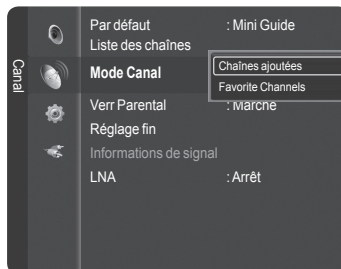 Canal
Par défaut : Mini Guide
Liste des chaînes
Mode Canal
Chaînes ajoutées
Favorite Channels
Verr Parental : Marche
Réglage fin
Informations de signal
LNA : Arrêt